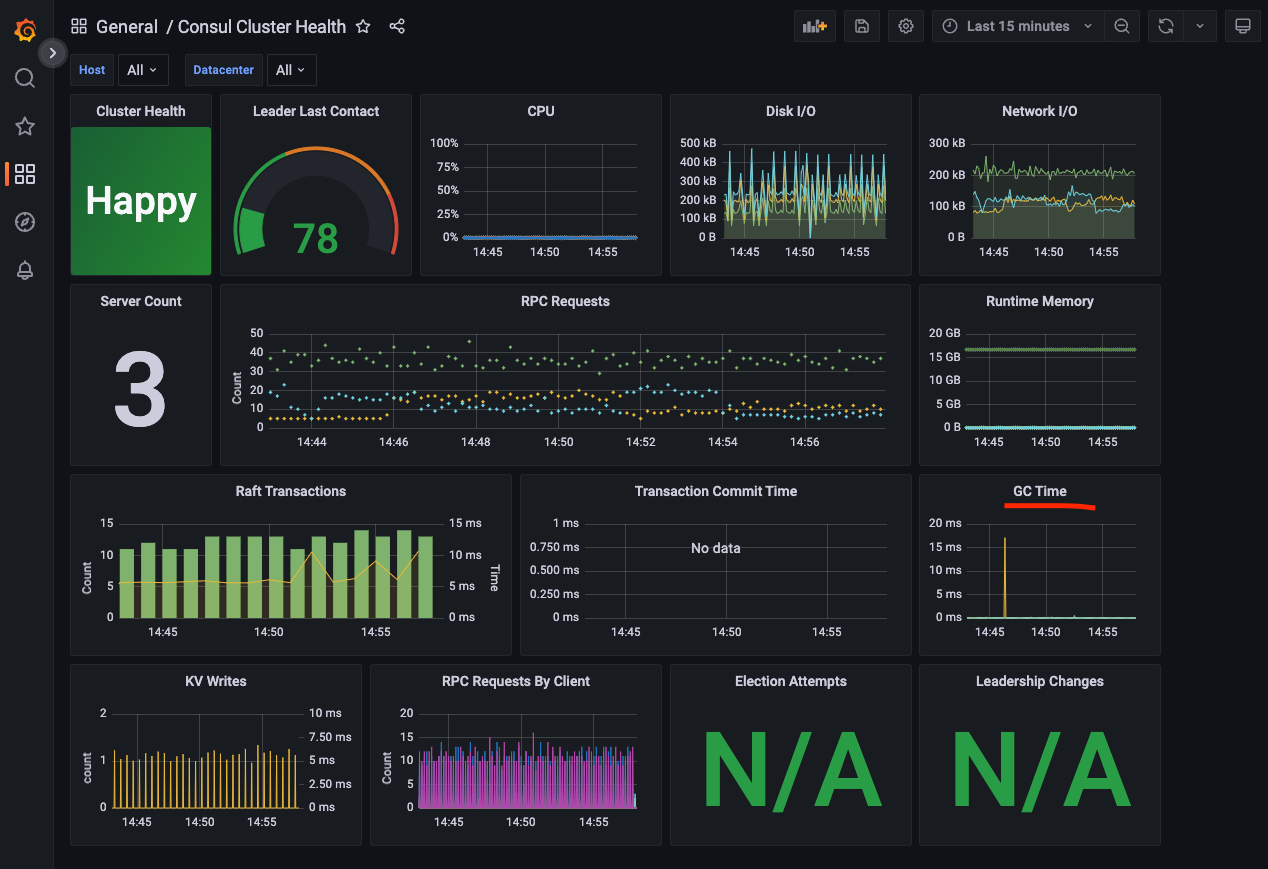 General / Consul Cluster Health
Last 15 minutes
Host All Datacenter All
Cluster Health
Happy
Leader Last Contact
78
CPU
100%
75%
50%
25%
0%
14:45 14:50 14:55
Disk I/O
500 kB
400 kB
300 kB
200 kB
100 kB
0 B
14:45 14:50 14:55
Network I/O
300 kB
200 kB
100 kB
0 B
14:45 14:50 14:55
Server Count
3
RPC Requests
Count
50
40
30
20
10
0
14:44 14:46 14:48 14:50 14:52 14:54 14:56
Runtime Memory
20 GB
15 GB
10 GB
5 GB
0 B
14:45 14:50 14:55
Raft Transactions
Count
15
10
5
0
15 ms
10 ms
5 ms
0 ms
Time
14:45 14:50 14:55
Transaction Commit Time
1 ms
0.750 ms
0.500 ms
0.250 ms
0 ms
No data
14:45 14:50 14:55
GC Time
20 ms
15 ms
10 ms
5 ms
0 ms
14:45 14:50 14:55
KV Writes
count
2
1
0
10 ms
7.50 ms
5 ms
2.50 ms
0 ms
14:45 14:50 14:55
RPC Requests By Client
Count
20
15
10
5
0
14:45 14:50 14:55
Election Attempts
N/A
Leadership Changes
N/A